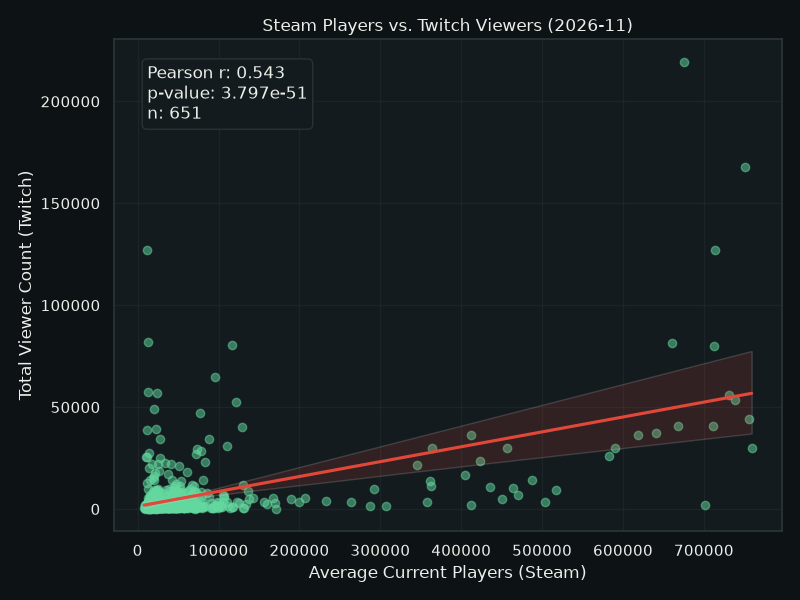 Steam Players vs. Twitch Viewers (2026-11)
Pearson r: 0.543
p-value: 3.797e-51
n: 651
Total Viewer Count (Twitch)
200000
150000
100000
50000
0
0 100000 200000 300000 400000 500000 600000 700000
Average Current Players (Steam)